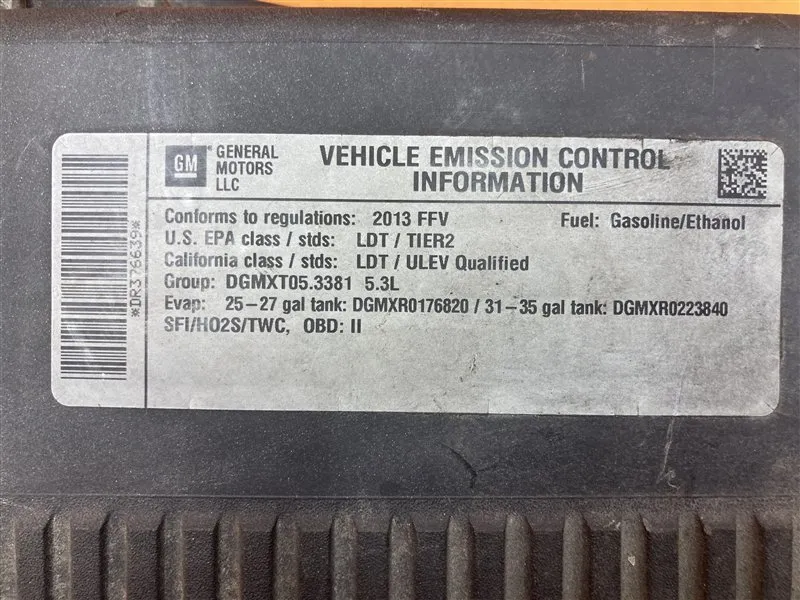 GM GENERAL MOTORS LLC
VEHICLE EMISSION CONTROL
INFORMATION
*DR376639*
Conforms to regulations: 2013 FFV Fuel: Gasoline/Ethanol
U.S. EPA class / stds: LDT / TIER2
California class / stds: LDT / ULEV Qualified
Group: DGMXT05.3381 5.3L
Evap: 25-27 gal tank: DGMXR0176820 / 31-35 gal tank: DGMXR0223840
SFI/HO2S/TWC, OBD: II